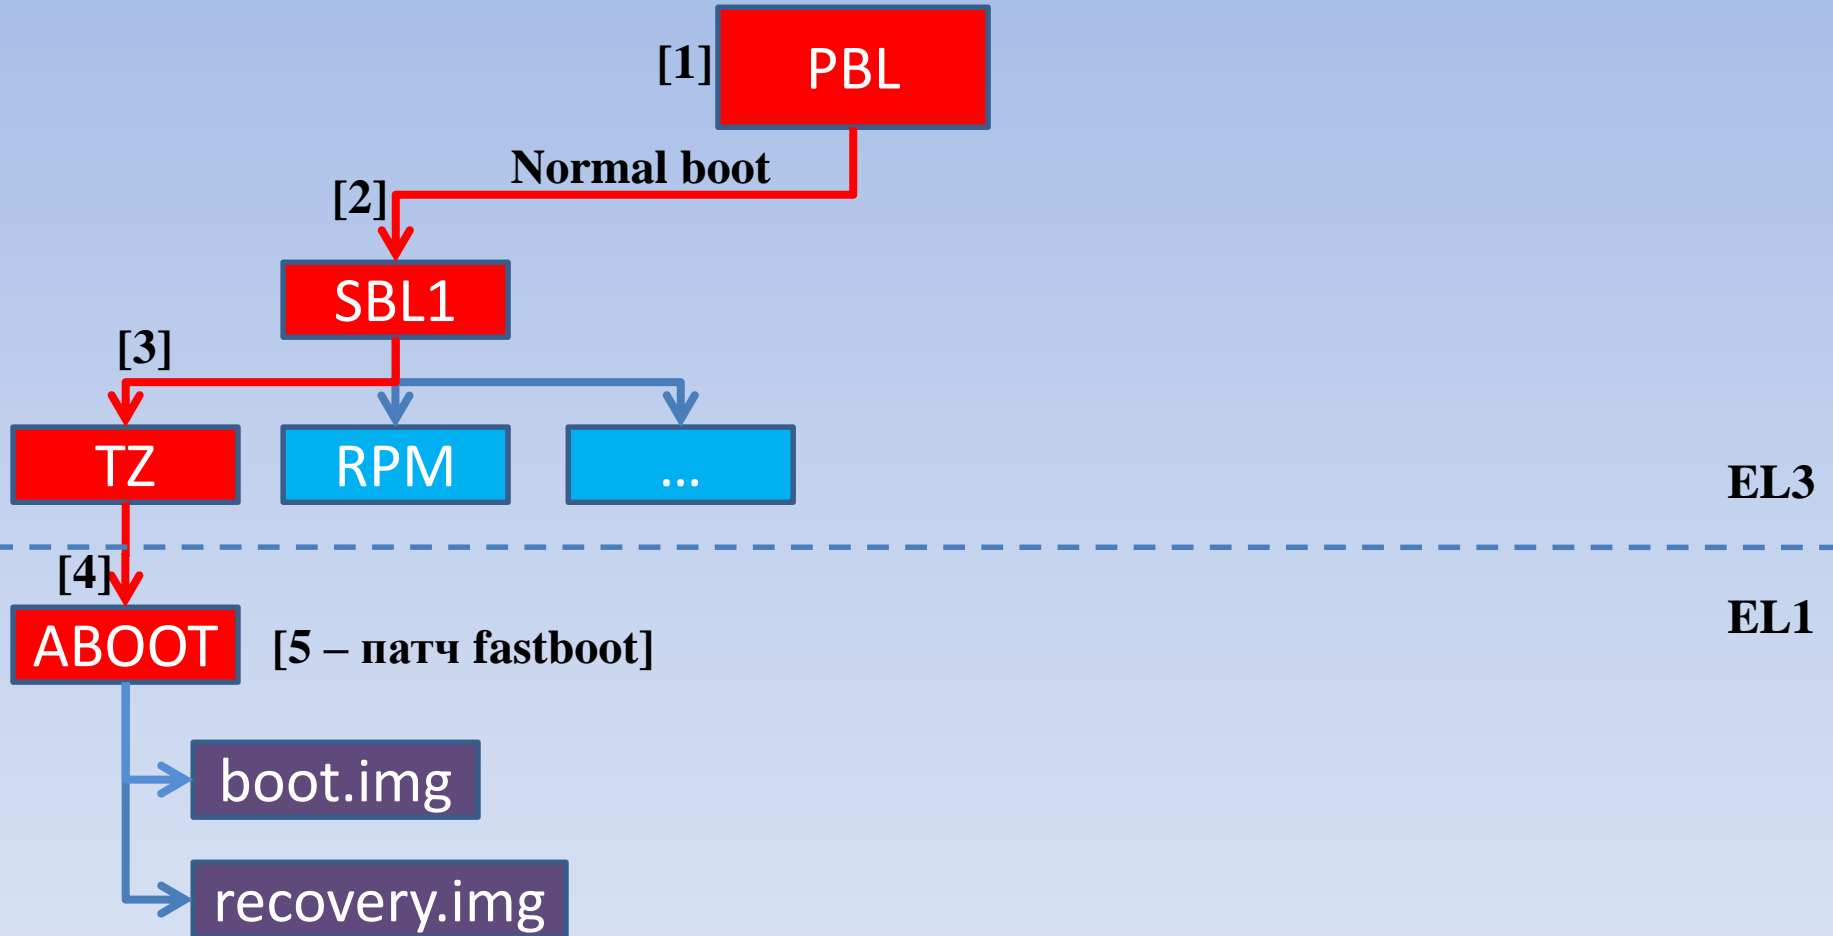 [1]
PBL
Normal boot
[2]
SBL1
[3]
TZ
RPM
...
EL3
[4]
EL1
ABOOT
[5 – патч fastboot]
boot.img
recovery.img